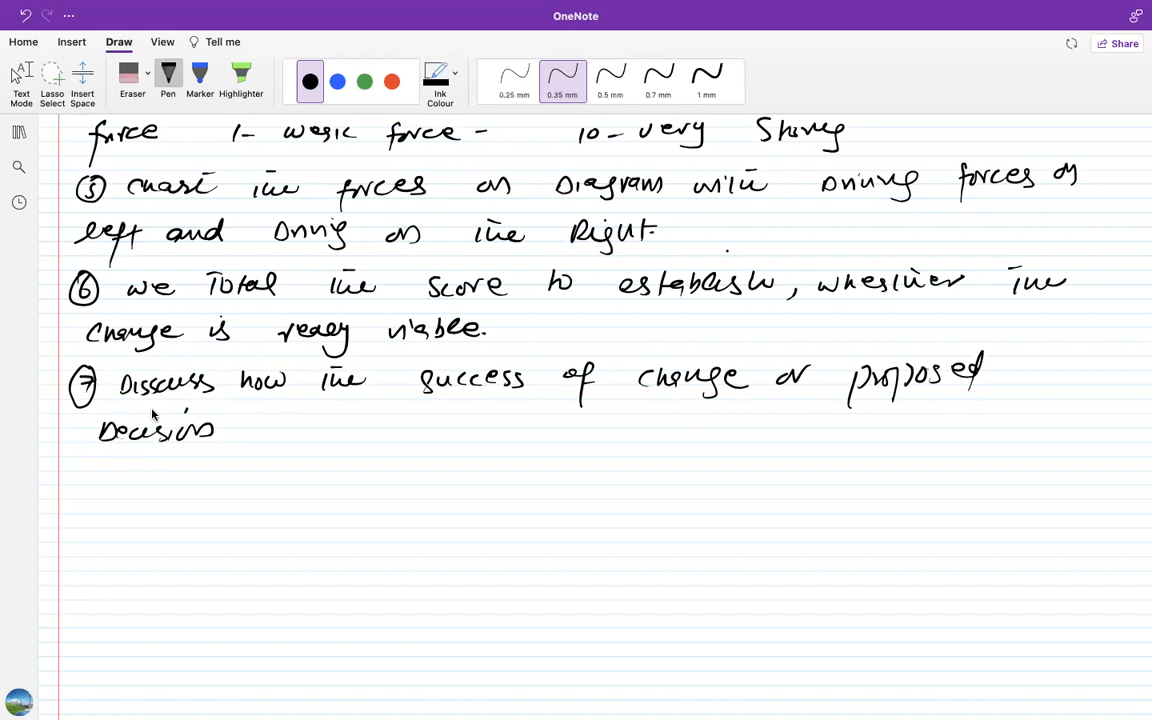 OneNote
Home Insert Draw View Tell me
Share
Text Mode
Lasso Select
Insert Space
Eraser
Pen
Marker
Highlighter
Ink Colour
0.25 mm
0.35 mm
0.5 mm
0.7 mm
1 mm
force 1- weak force - 10 - very Strong
5 chart the forces on Diagram with Driving forces on
left and Driving on the Right.
6 we Total the score to establish, whether the
change is really viable.
7 Disscuss how the success of change or proposed
Decision